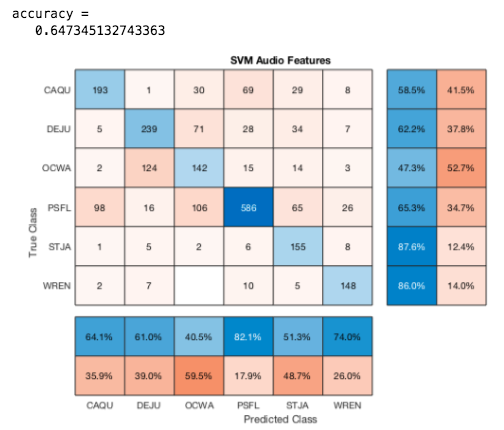 accuracy =
0.647345132743363
SVM Audio Features
CAQU 193 1 30 69 29 8 58.5% 41.5%
DEJU 5 239 71 28 34 7 62.2% 37.8%
OCWA 2 124 142 15 14 3 47.3% 52.7%
PSFL 98 16 106 586 65 26 65.3% 34.7%
STJA 1 5 2 6 155 8 87.6% 12.4%
WREN 2 7 10 5 148 86.0% 14.0%
True Class
64.1% 61.0% 40.5% 82.1% 51.3% 74.0%
35.9% 39.0% 59.5% 17.9% 48.7% 26.0%
CAQU DEJU OCWA PSFL STJA WREN
Predicted Class